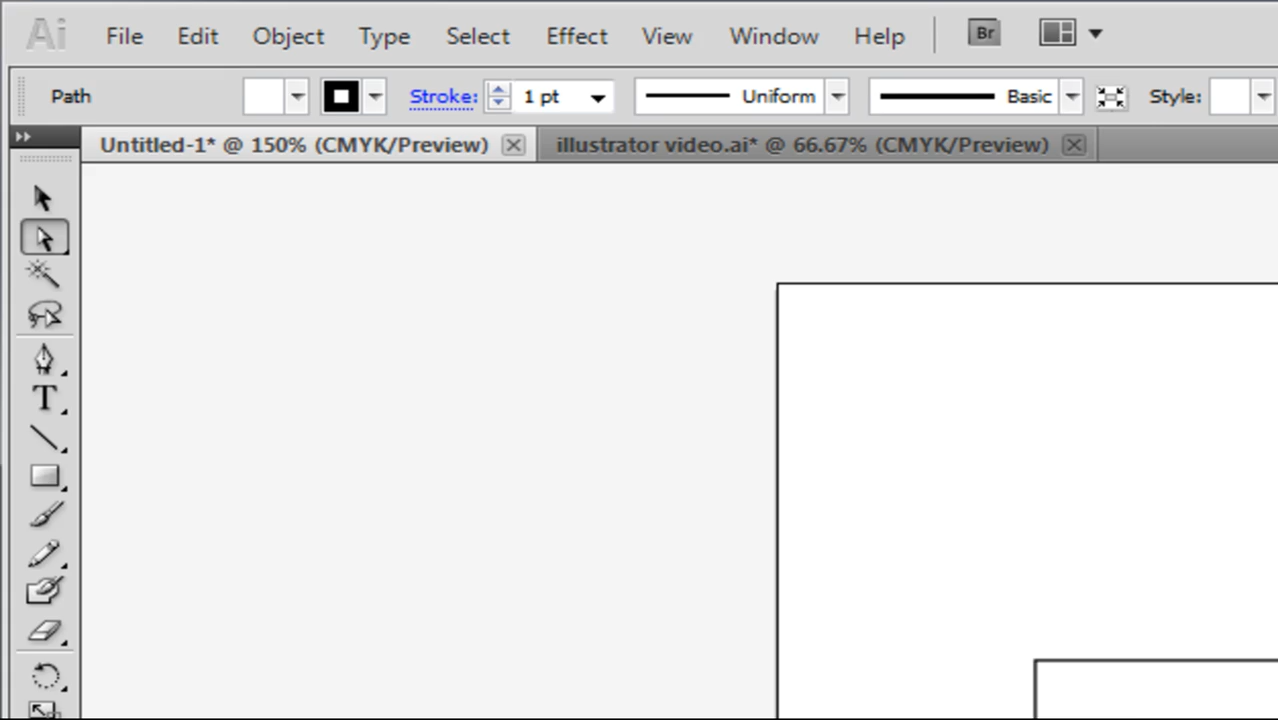 Ai File Edit Object Type Select Effect View Window Help Br
Path Stroke: 1 pt Uniform Basic Style:
Untitled-1* @ 150% (CMYK/Preview) illustrator video.ai* @ 66.67% (CMYK/Preview)
T